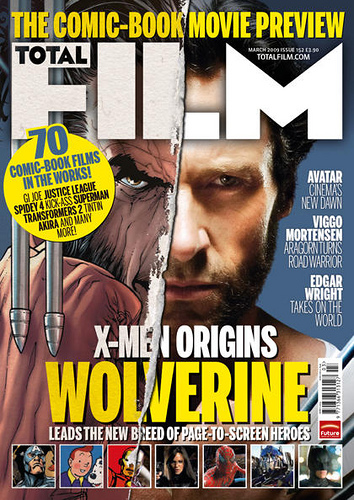 THE COMIC-BOOK MOVIE PREVIEW
MARCH 2009 ISSUE 152 £3.90
TOTALFILM.COM
TOTAL
FILM
70
COMIC-BOOK FILMS
IN THE WORKS!
GI JOE JUSTICE LEAGUE
SPIDEY 4 KICK-ASS SUPERMAN
TRANSFORMERS 2 TINTIN
AKIRA AND MANY
MORE!
AVATAR
CINEMA'S
NEW DAWN
VIGGO
MORTENSEN
ARAGORN TURNS
ROAD WARRIOR
EDGAR
WRIGHT
TAKES ON THE
WORLD
X-MEN ORIGINS
WOLVERINE
LEADS THE NEW BREED OF PAGE-TO-SCREEN HEROES
Future